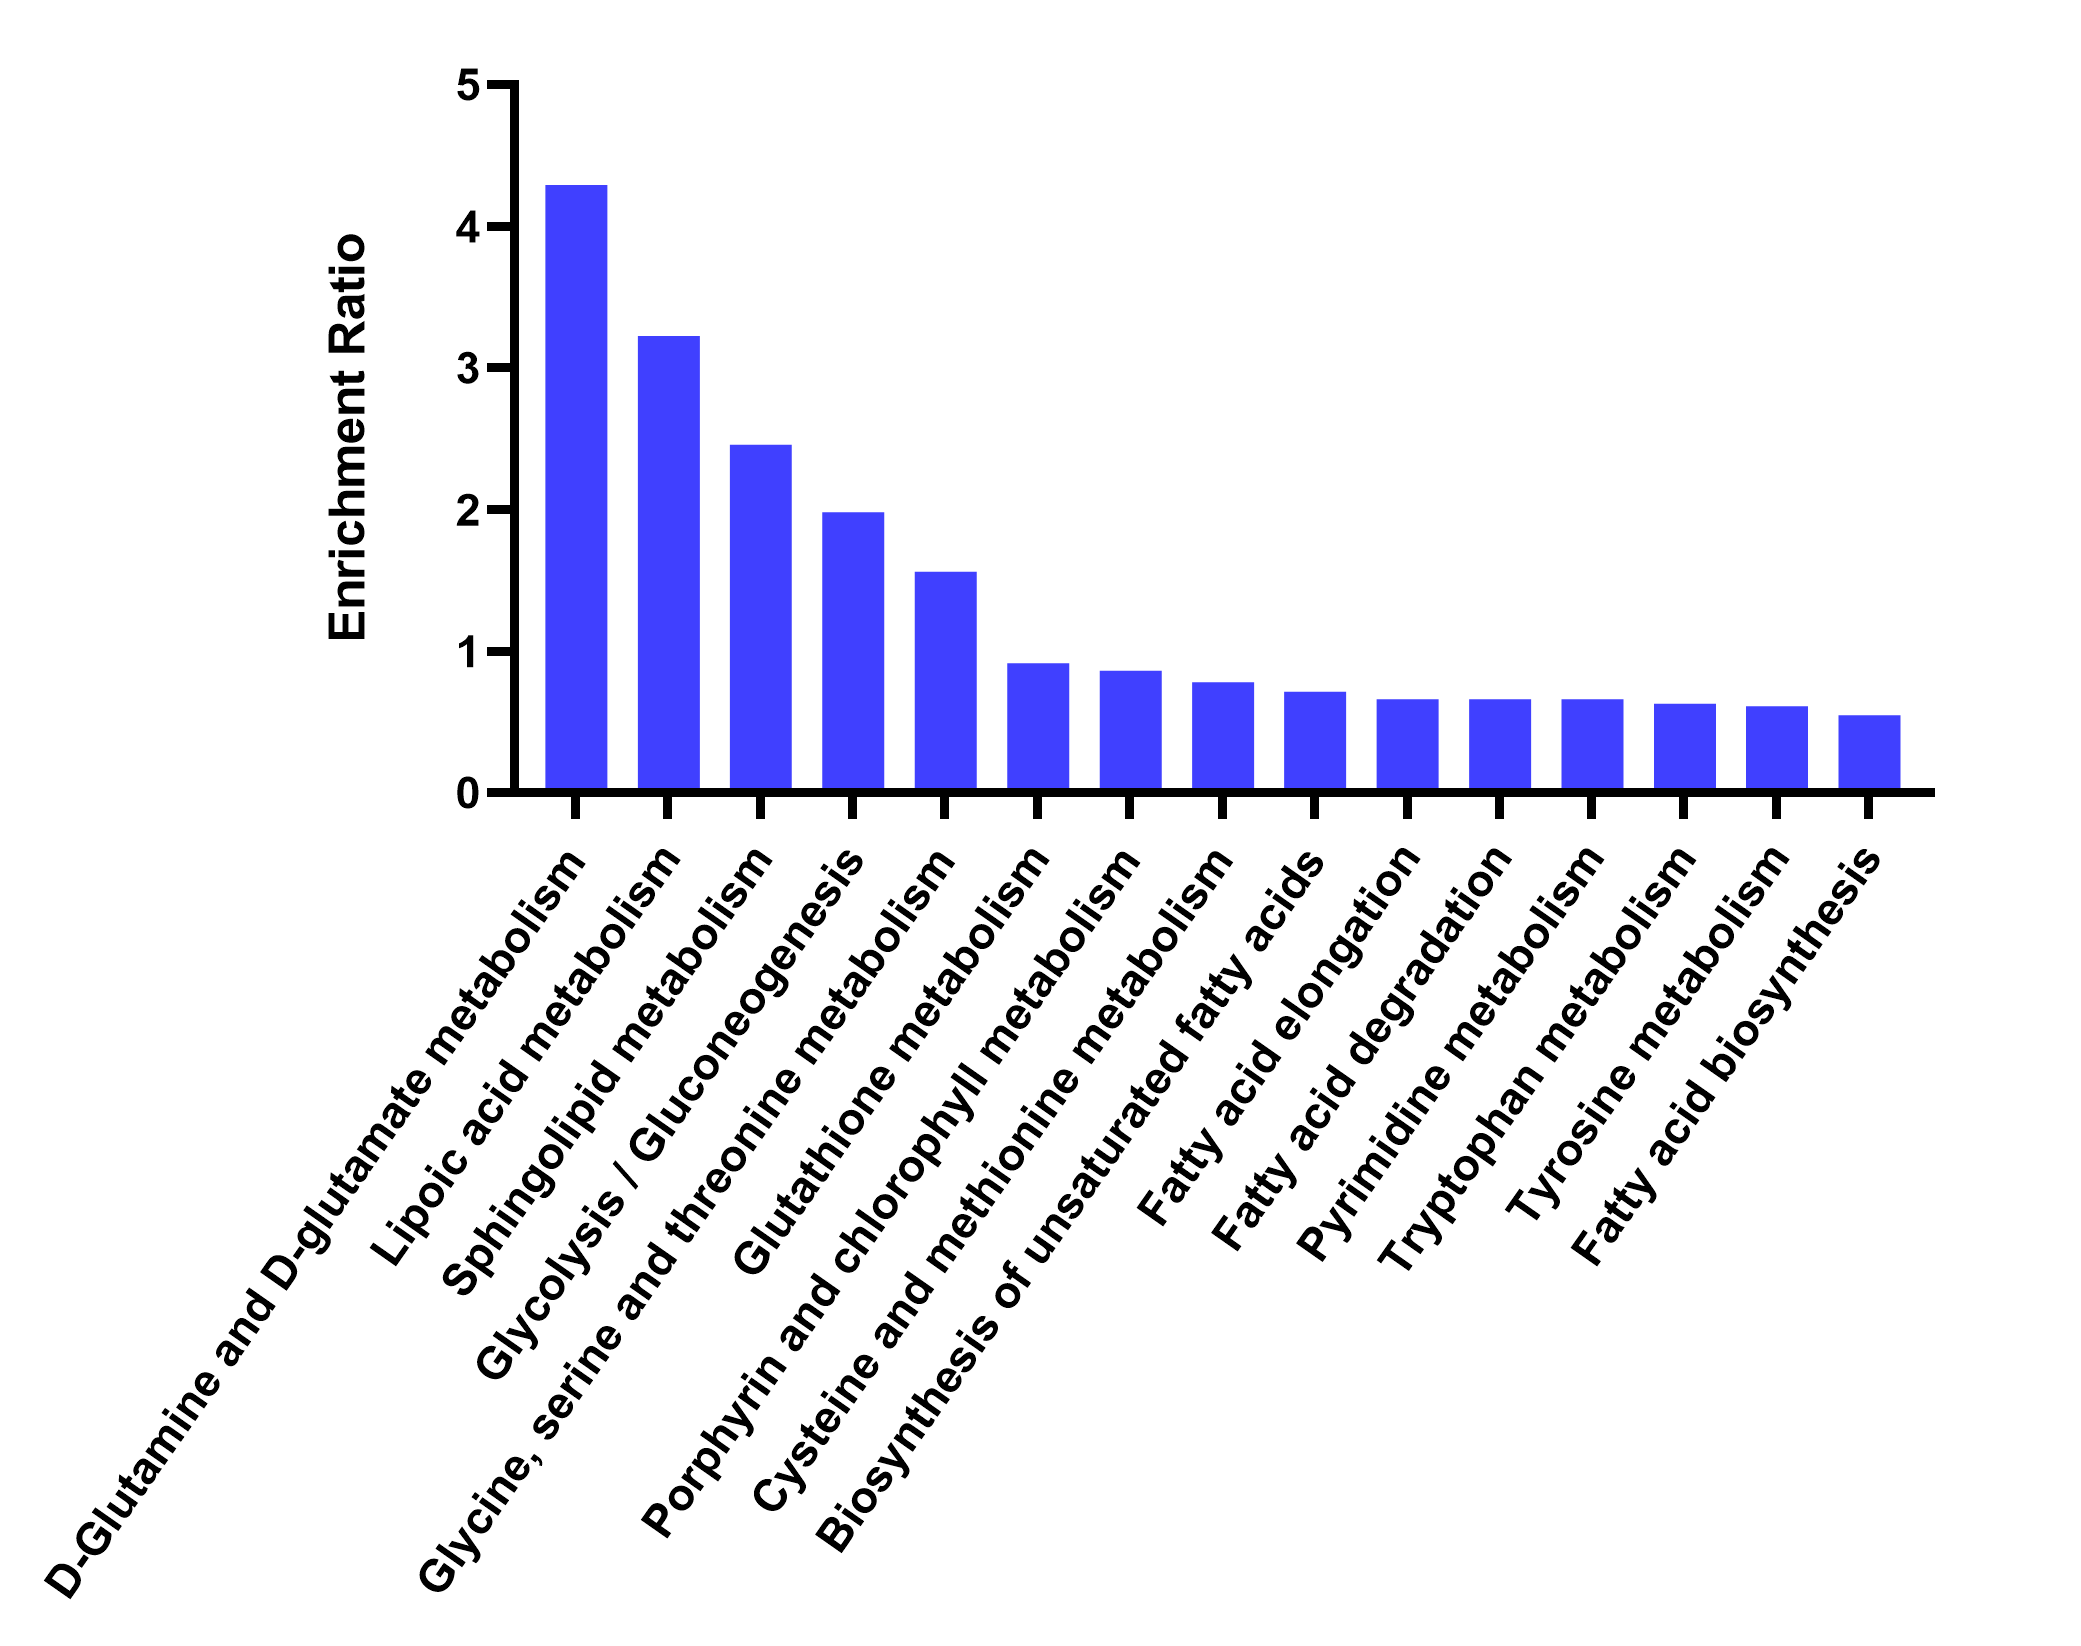 Enrichment Ratio
5
4
3
2
1
0
D-Glutamine and D-glutamate metabolism
Lipoic acid metabolism
Sphingolipid metabolism
Glycolysis / Gluconeogenesis
Glycine, serine and threonine metabolism
Glutathione metabolism
Porphyrin and chlorophyll metabolism
Cysteine and methionine metabolism
Biosynthesis of unsaturated fatty acids
Fatty acid elongation
Fatty acid degradation
Pyrimidine metabolism
Tryptophan metabolism
Tyrosine metabolism
Fatty acid biosynthesis